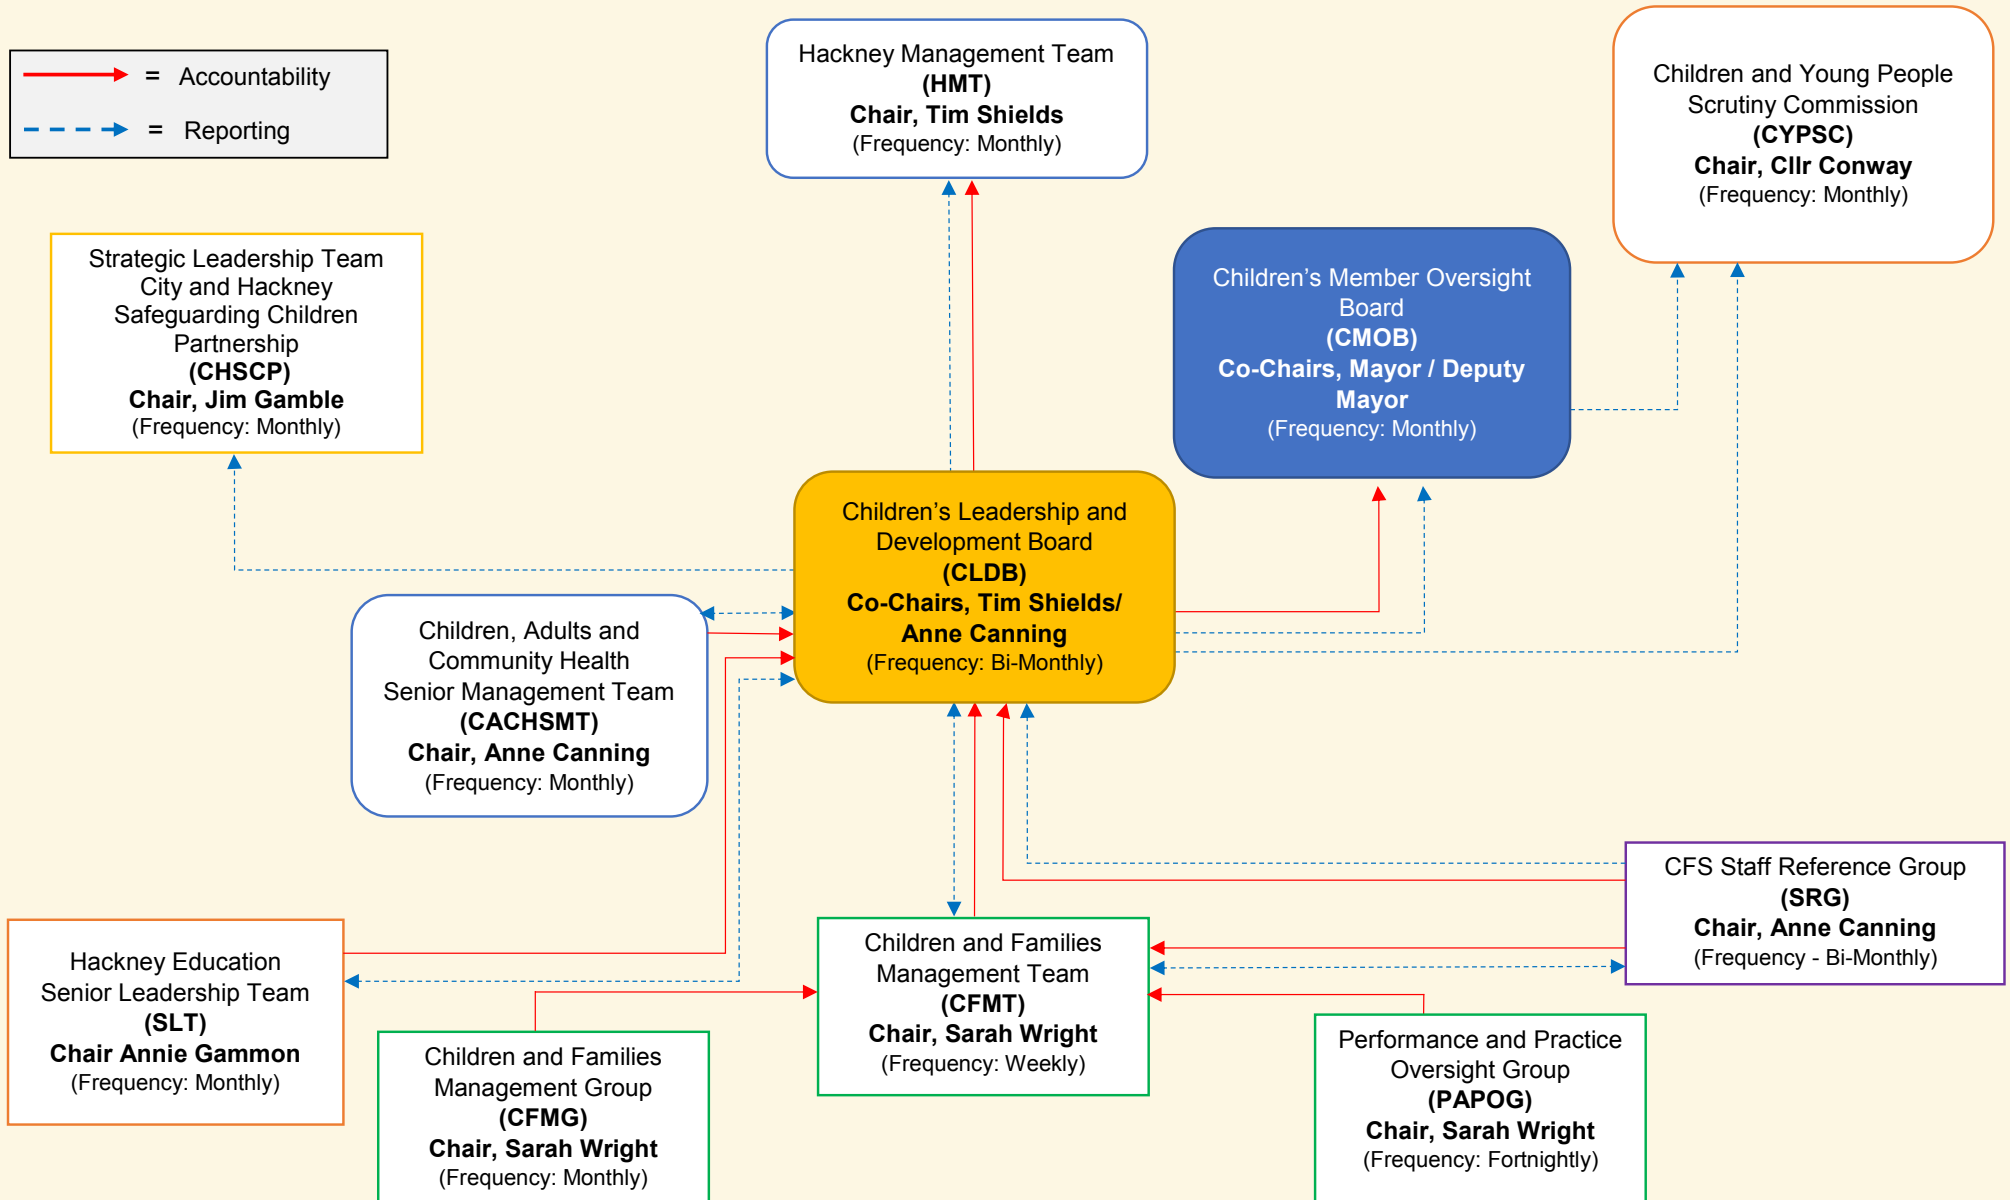 = Accountability
= Reporting
Hackney Management Team
(HMT)
Chair, Tim Shields
(Frequency: Monthly)
Children and Young People
Scrutiny Commission
(CYPSC)
Chair, Cllr Conway
(Frequency: Monthly)
Strategic Leadership Team
City and Hackney
Safeguarding Children
Partnership
(CHSCP)
Chair, Jim Gamble
(Frequency: Monthly)
Children's Member Oversight
Board
(CMOB)
Co-Chairs, Mayor / Deputy
Mayor
(Frequency: Monthly)
Children's Leadership and
Development Board
(CLDB)
Co-Chairs, Tim Shields/
Anne Canning
(Frequency: Bi-Monthly)
Children, Adults and
Community Health
Senior Management Team
(CACHSMT)
Chair, Anne Canning
(Frequency: Monthly)
CFS Staff Reference Group
(SRG)
Chair, Anne Canning
(Frequency - Bi-Monthly)
Hackney Education
Senior Leadership Team
(SLT)
Chair Annie Gammon
(Frequency: Monthly)
Children and Families
Management Team
(CFMT)
Chair, Sarah Wright
(Frequency: Weekly)
Children and Families
Management Group
(CFMG)
Chair, Sarah Wright
(Frequency: Monthly)
Performance and Practice
Oversight Group
(PAPOG)
Chair, Sarah Wright
(Frequency: Fortnightly)